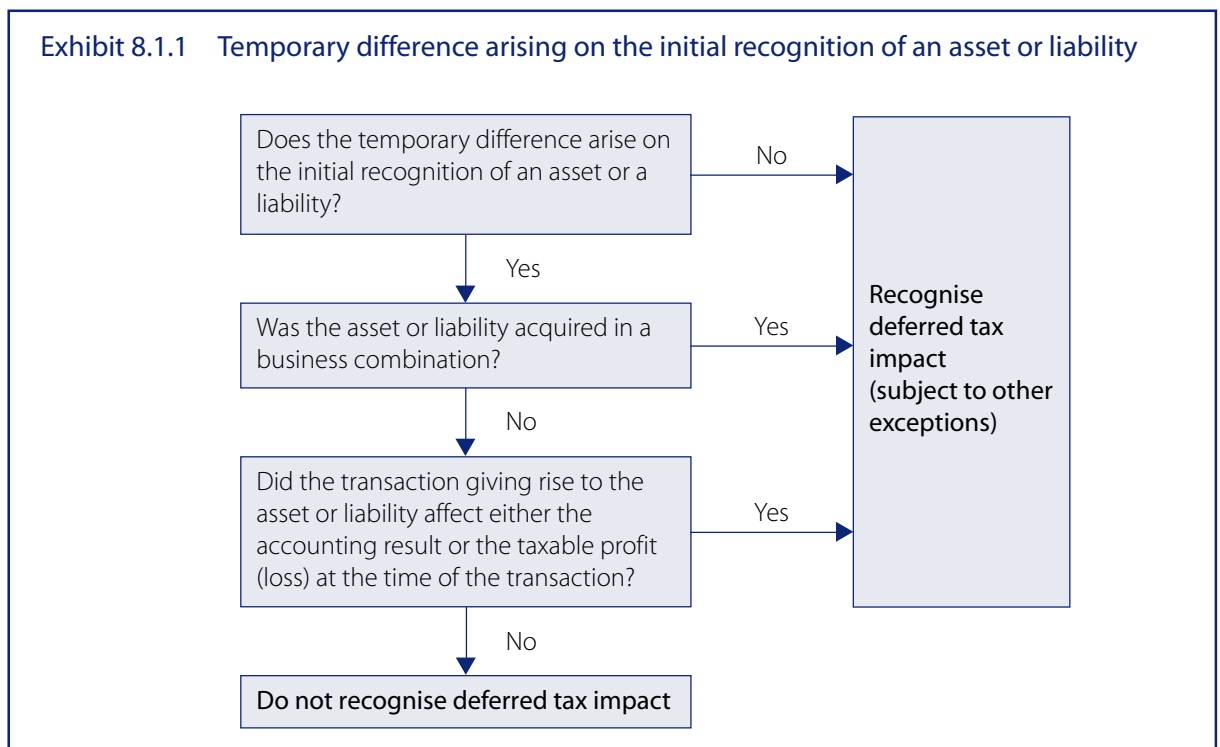 Exhibit 8.1.1 Temporary difference arising on the initial recognition of an asset or liability
Does the temporary difference arise on
the initial recognition of an asset or a
liability?
No
Yes
Was the asset or liability acquired in a
business combination?
Yes
No
Did the transaction giving rise to the
asset or liability affect either the
accounting result or the taxable profit
(loss) at the time of the transaction?
Yes
No
Do not recognise deferred tax impact
Recognise
deferred tax
impact
(subject to other
exceptions)